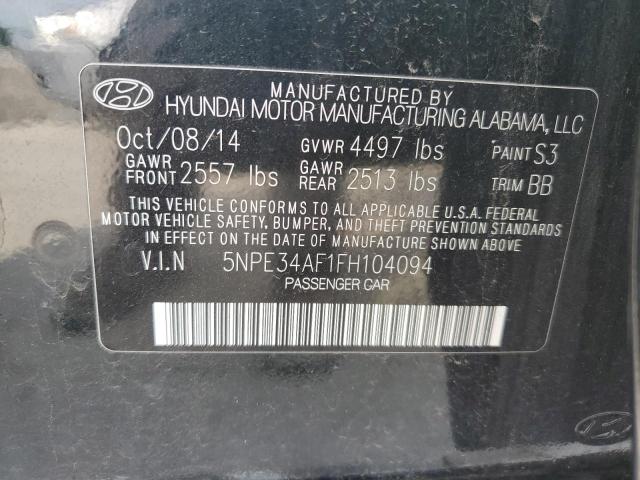 MANUFACTURED BY
HYUNDAI MOTOR MANUFACTURING ALABAMA, LLC
Oct/08/14 GVWR 4497 lbs PAINT S3
GAWR FRONT 2557 lbs GAWR REAR 2513 lbs TRIM BB
THIS VEHICLE CONFORMS TO ALL APPLICABLE U.S.A. FEDERAL
MOTOR VEHICLE SAFETY, BUMPER, AND THEFT PREVENTION STANDARDS
IN EFFECT ON THE DATE OF MANUFACTURE SHOWN ABOVE.
V.I.N 5NPE34AF1FH104094
PASSENGER CAR